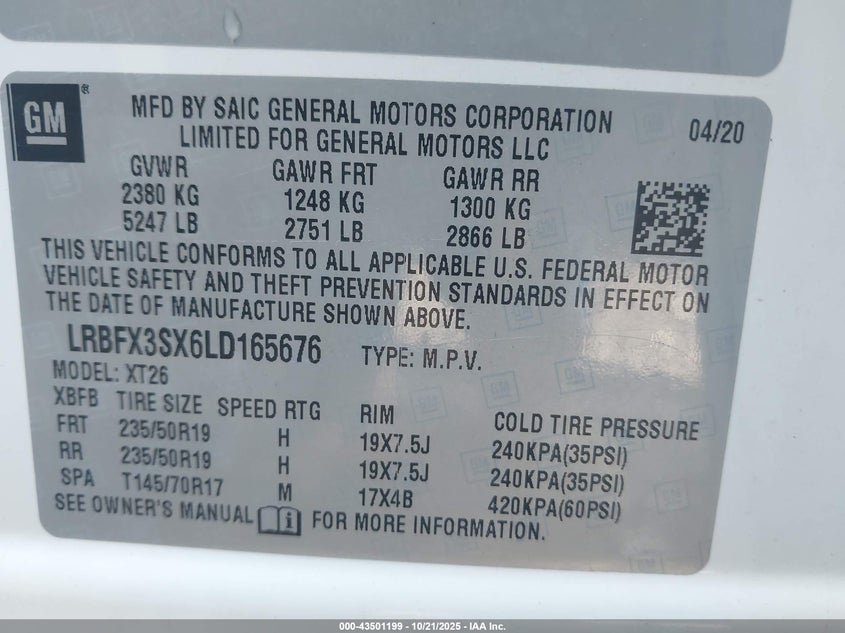 GM ®
MFD BY SAIC GENERAL MOTORS CORPORATION
LIMITED FOR GENERAL MOTORS LLC
04/20
GVWR GAWR FRT GAWR RR
2380 KG 1248 KG 1300 KG
5247 LB 2751 LB 2866 LB
THIS VEHICLE CONFORMS TO ALL APPLICABLE U.S. FEDERAL MOTOR
VEHICLE SAFETY AND THEFT PREVENTION STANDARDS IN EFFECT ON
THE DATE OF MANUFACTURE SHOWN ABOVE.
LRBFX3SX6LD165676 TYPE: M.P.V.
MODEL: XT26
XBFB TIRE SIZE SPEED RTG RIM COLD TIRE PRESSURE
FRT 235/50R19 H 19X7.5J 240KPA(35PSI)
RR 235/50R19 H 19X7.5J 240KPA(35PSI)
SPA T145/70R17 M 17X4B 420KPA(60PSI)
SEE OWNER'S MANUAL FOR MORE INFORMATION.
000-43501199 - 10/21/2025 - IAA Inc.